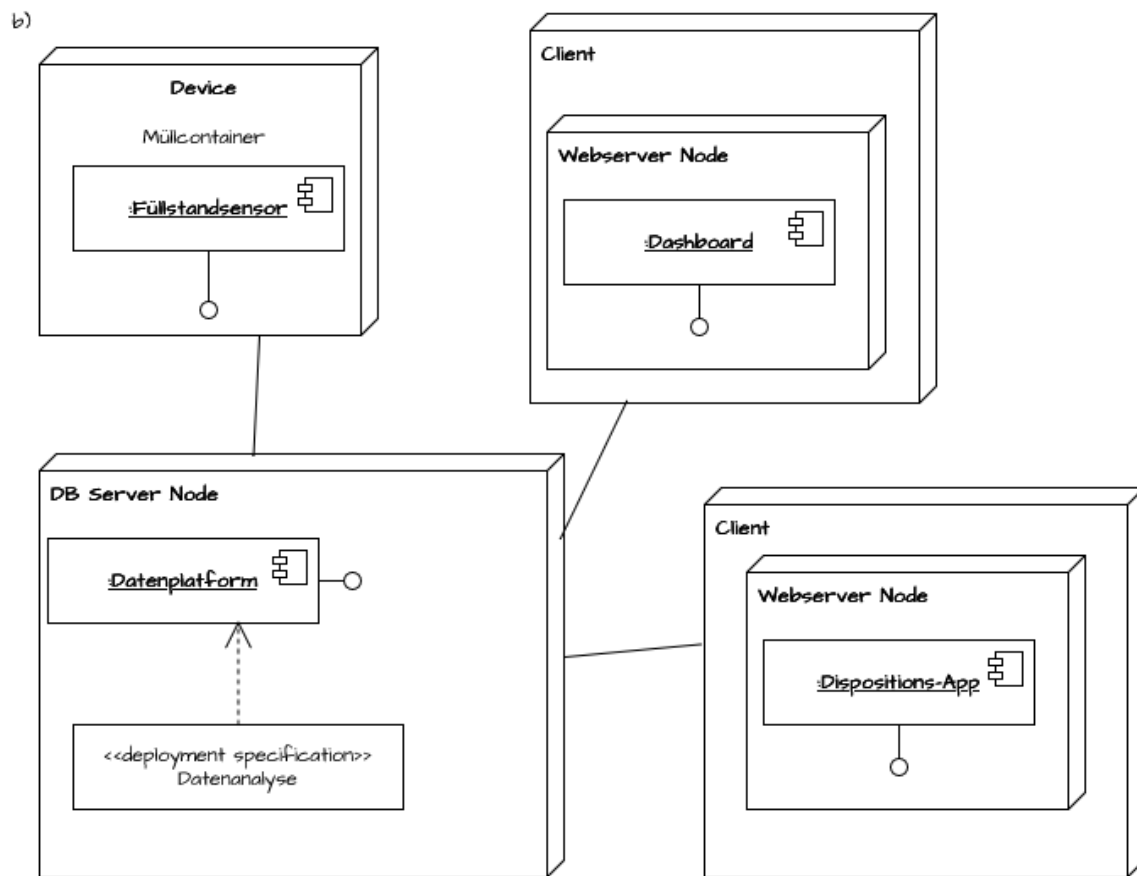 b)
Device
Müllcontainer
:Füllstandsensor
Client
Webserver Node
:Dashboard
DB Server Node
:Datenplatform
<<deployment specification>>
Datenanalyse
Client
Webserver Node
:Dispositions-App